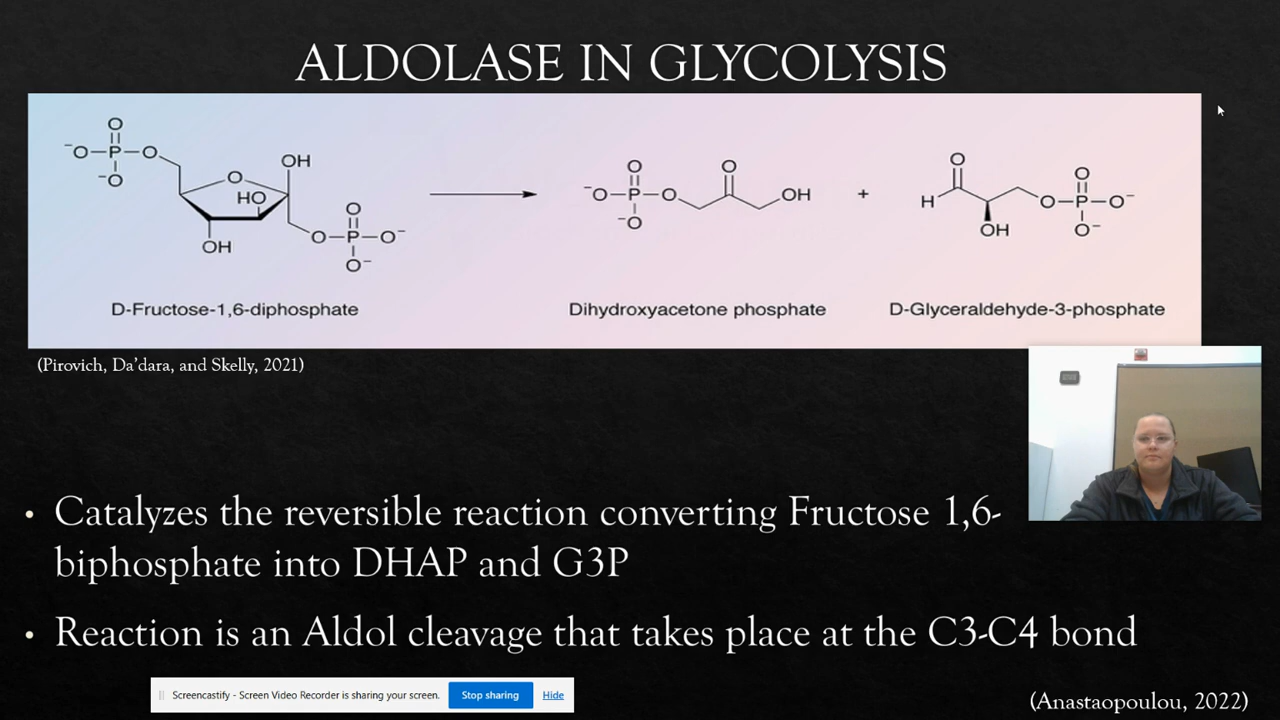 ALDOLASE IN GLYCOLYSIS
O
⁻O–P–O
⁻O
O
OH
HO
OH
O
O–P–O⁻
O⁻
O
⁻O–P–O
⁻O
O
OH
+
O
H
OH
O
O–P–O⁻
O⁻
D-Fructose-1,6-diphosphate
Dihydroxyacetone phosphate
D-Glyceraldehyde-3-phosphate
(Pirovich, Da’dara, and Skelly, 2021)
• Catalyzes the reversible reaction converting Fructose 1,6-
biphosphate into DHAP and G3P
• Reaction is an Aldol cleavage that takes place at the C3-C4 bond
Screencastify - Screen Video Recorder is sharing your screen. Stop sharing Hide
(Anastaopoulou, 2022)